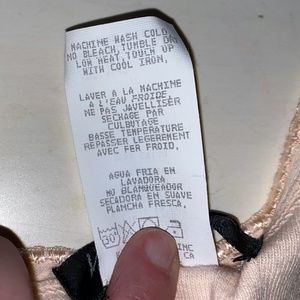 MACHINE WASH COLD
NO BLEACH, TUMBLE DRY
LOW HEAT, TOUCH UP
WITH COOL IRON.
LAVER A LA MACHINE
A L'EAU FROIDE,
NE PAS JAVELLISER
SECHAGE PAR
CULBUTAGE
BASSE TEMPERATURE
REPASSER LEGEREMENT
AVEC FER FROID.
AGUA FRIA EN
LAVADORA
NO BLANQUEADOR
SECADORA EN SUAVE
PLANCHA FRESCA.
30
INC
CA